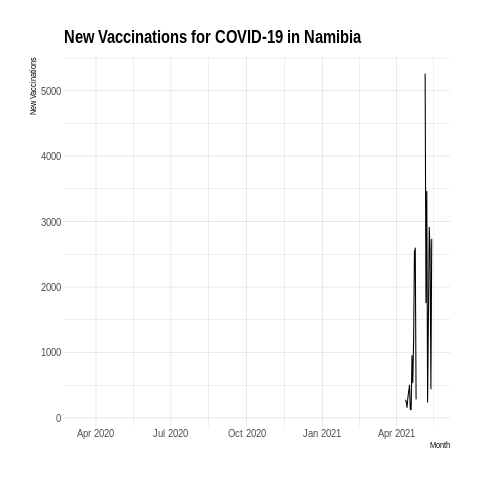 New Vaccinations for COVID-19 in Namibia
New Vaccinations
5000
4000
3000
2000
1000
0
Apr 2020 Jul 2020 Oct 2020 Jan 2021 Apr 2021
Month